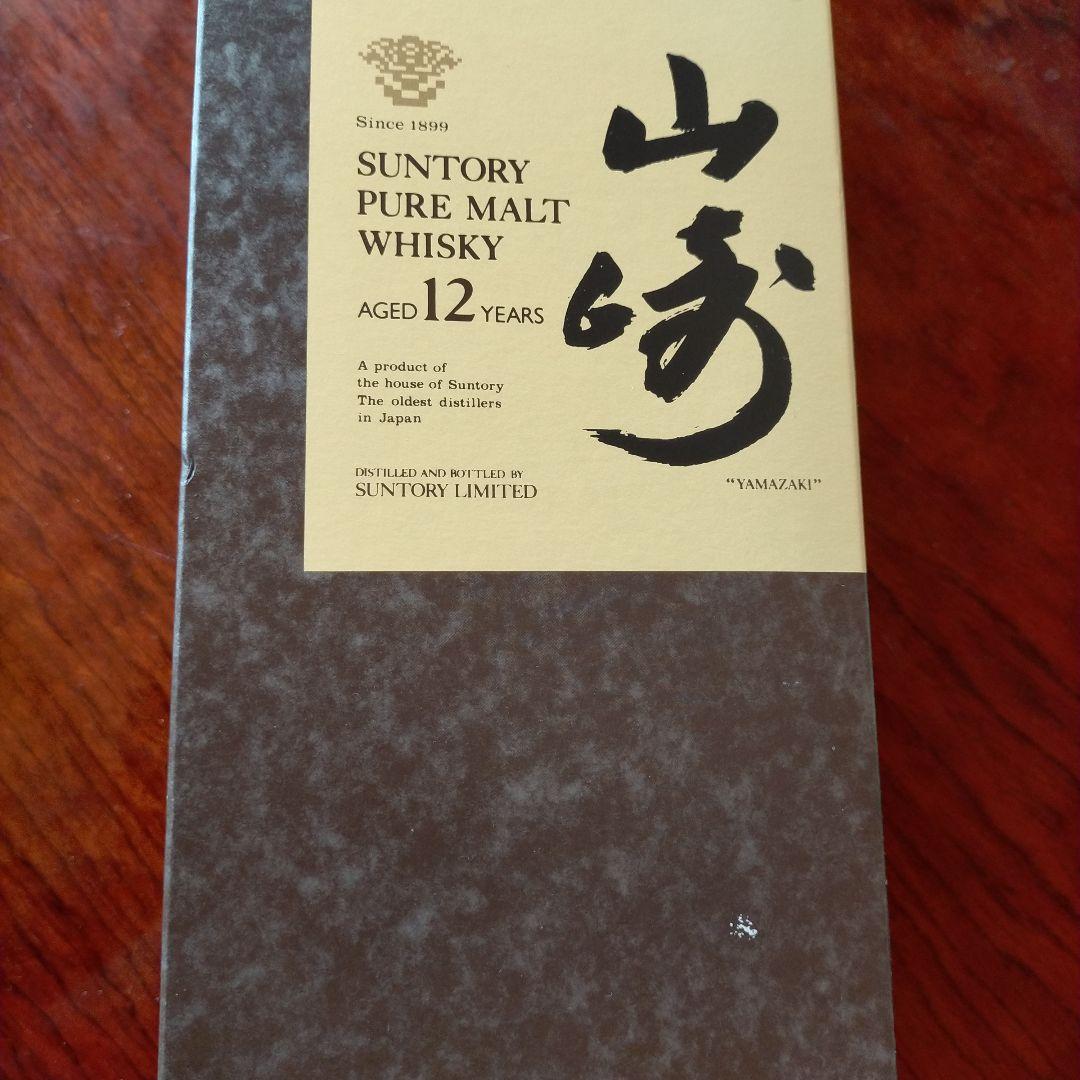 Since 1899
SUNTORY
PURE MALT
WHISKY
AGED 12 YEARS
A product of
the house of Suntory
The oldest distillers
in Japan
DISTILLED AND BOTTLED BY
SUNTORY LIMITED
山崎
"YAMAZAKI"